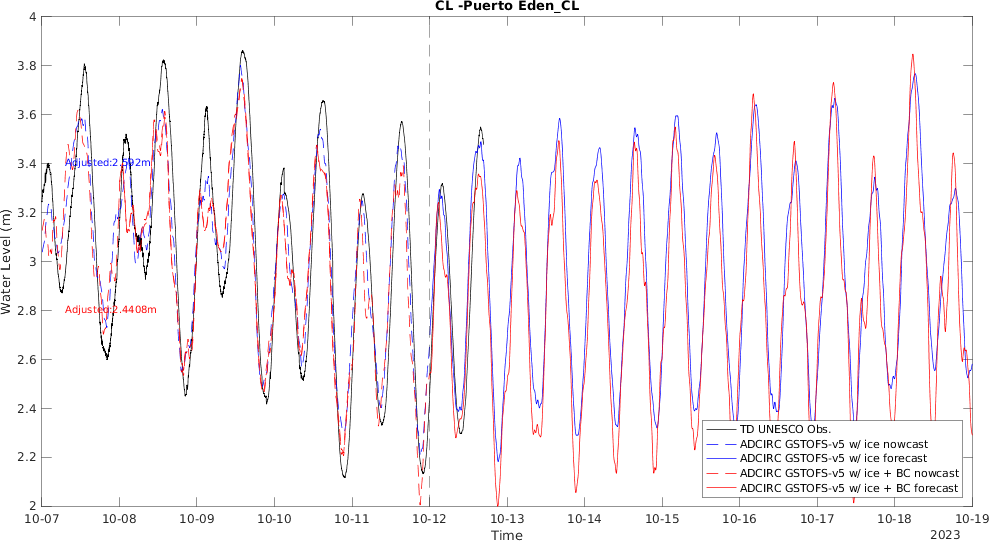 CL -Puerto Eden_CL
4
3.8
3.6
3.4
3.2
3
2.8
2.6
2.4
2.2
2
Water Level (m)
Adjusted:2.592m
Adjusted:2.4408m
TD UNESCO Obs.
ADCIRC GSTOFS-v5 w/ ice nowcast
ADCIRC GSTOFS-v5 w/ ice forecast
ADCIRC GSTOFS-v5 w/ ice + BC nowcast
ADCIRC GSTOFS-v5 w/ ice + BC forecast
10-07 10-08 10-09 10-10 10-11 10-12 10-13 10-14 10-15 10-16 10-17 10-18 10-19
Time
2023